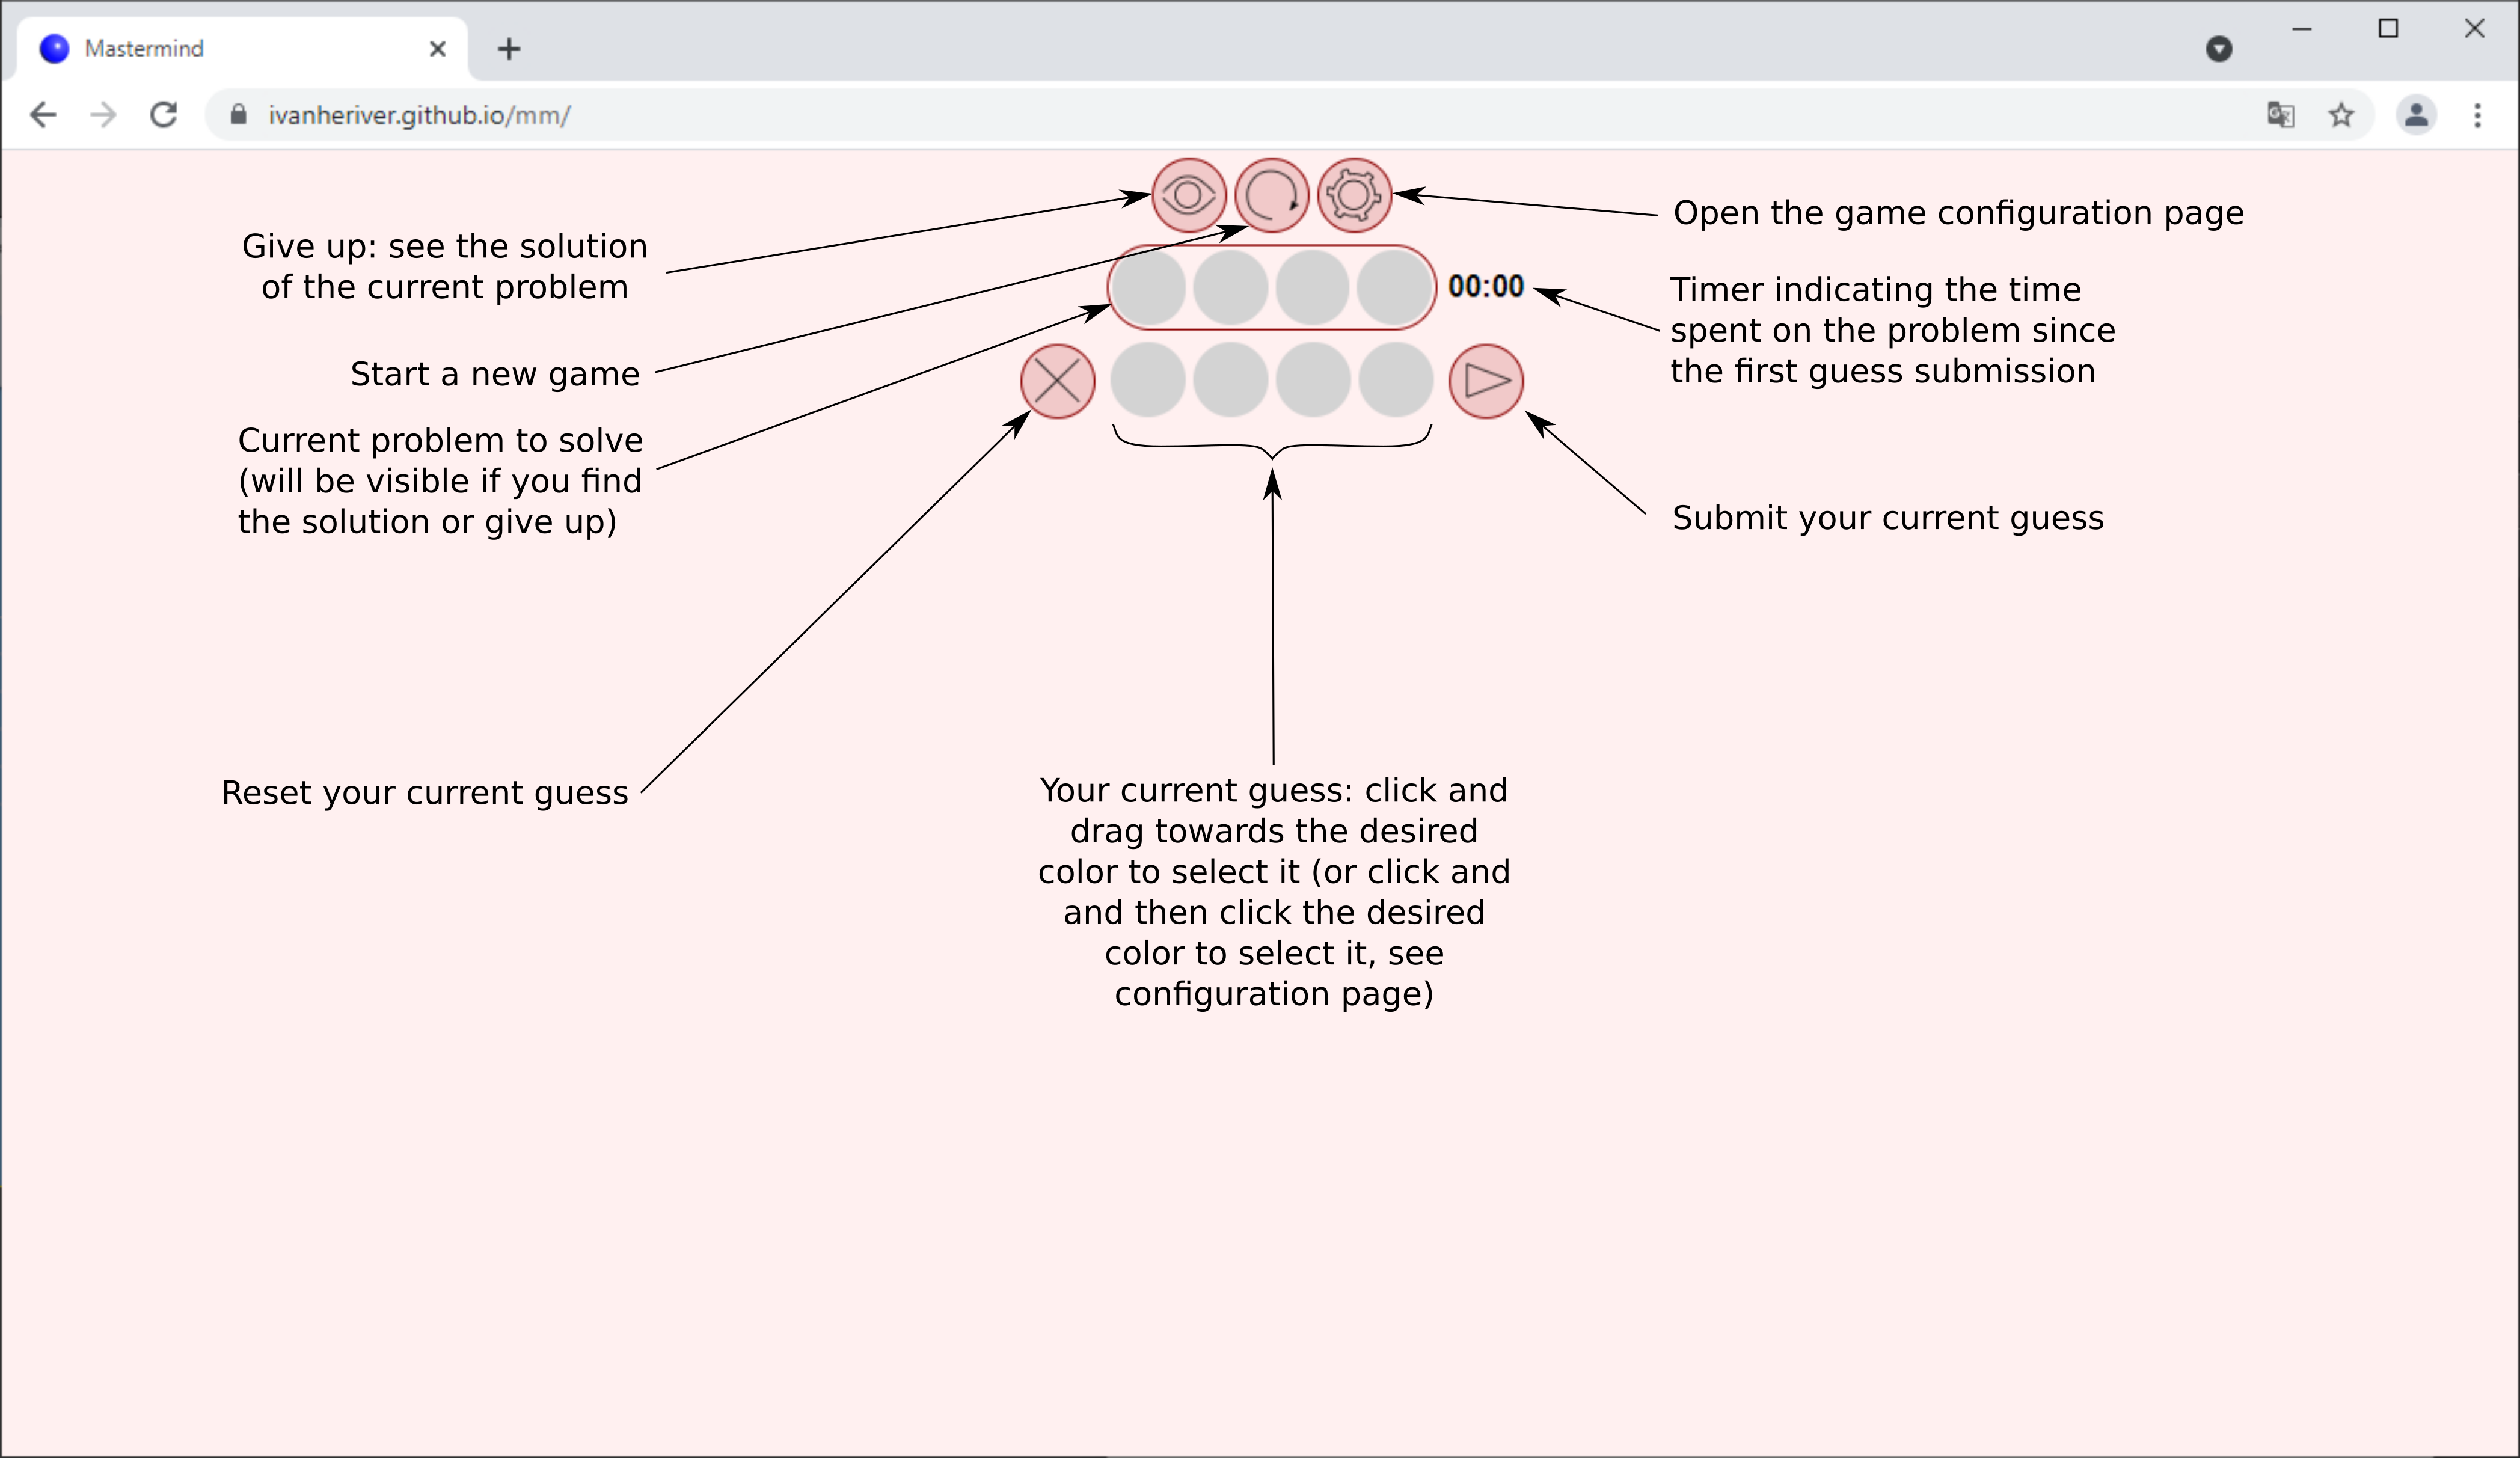 Mastermind
ivanheriver.github.io/mm/
Give up: see the solution
of the current problem
Open the game configuration page
00:00
Timer indicating the time
spent on the problem since
the first guess submission
Start a new game
Current problem to solve
(will be visible if you find
the solution or give up)
Submit your current guess
Reset your current guess
Your current guess: click and
drag towards the desired
color to select it (or click and
and then click the desired
color to select it, see
configuration page)